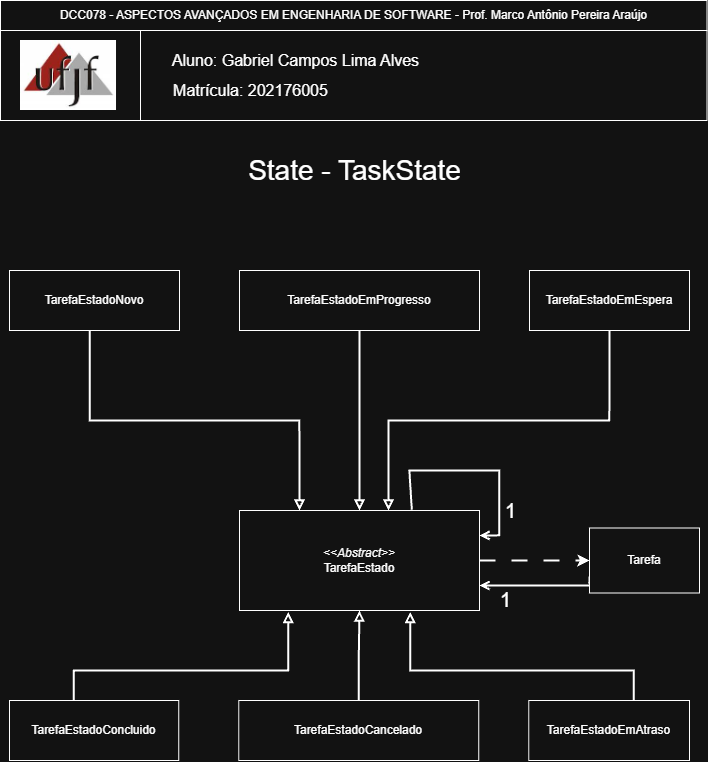 DCC078 - ASPECTOS AVANÇADOS EM ENGENHARIA DE SOFTWARE - Prof. Marco Antônio Pereira Araújo
ufjf
Aluno: Gabriel Campos Lima Alves
Matrícula: 202176005
State - TaskState
TarefaEstadoNovo
TarefaEstadoEmProgresso
TarefaEstadoEmEspera
1
<<Abstract>>
TarefaEstado
Tarefa
1
TarefaEstadoConcluido
TarefaEstadoCancelado
TarefaEstadoEmAtraso